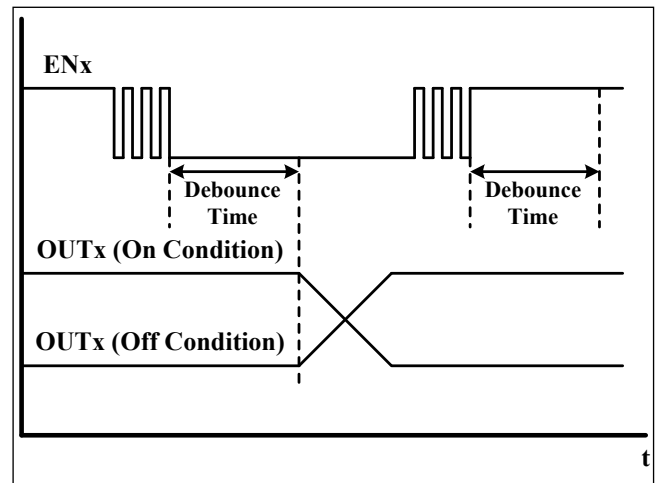 ENx
Debounce
Time
Debounce
Time
OUTx (On Condition)
OUTx (Off Condition)
t